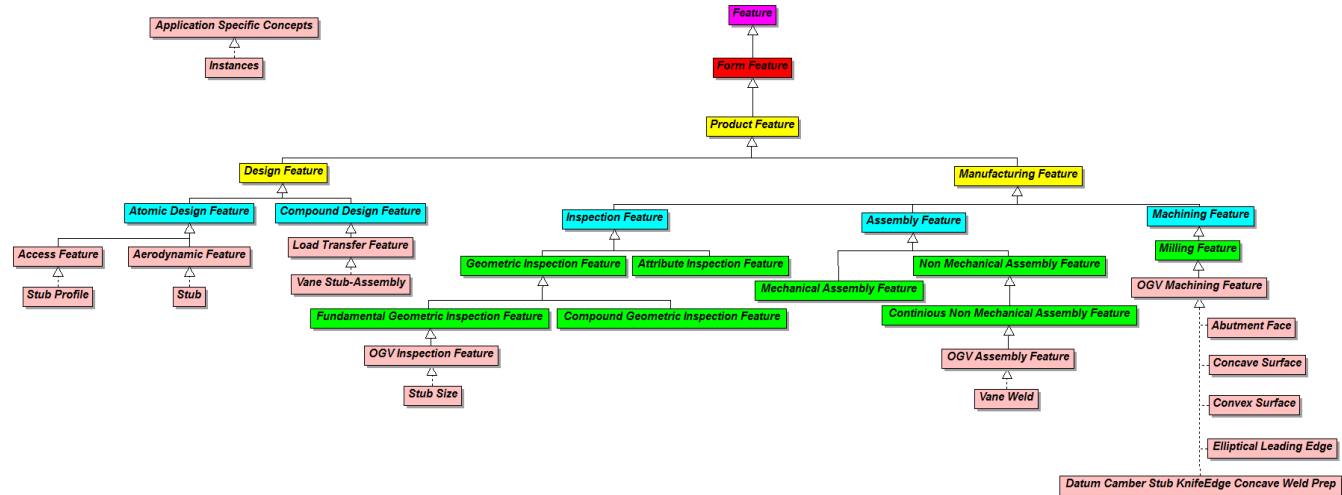 Feature
Application Specific Concepts
Instances
Form Feature
Product Feature
Design Feature
Manufacturing Feature
Atomic Design Feature
Compound Design Feature
Inspection Feature
Assembly Feature
Machining Feature
Access Feature
Aerodynamic Feature
Load Transfer Feature
Milling Feature
Geometric Inspection Feature
Attribute Inspection Feature
Non Mechanical Assembly Feature
Stub Profile
Stub
Vane Stub-Assembly
Mechanical Assembly Feature
OGV Machining Feature
Fundamental Geometric Inspection Feature
Compound Geometric Inspection Feature
Continious Non Mechanical Assembly Feature
Abutment Face
OGV Inspection Feature
OGV Assembly Feature
Concave Surface
Stub Size
Vane Weld
Convex Surface
Elliptical Leading Edge
Datum Camber Stub KnifeEdge Concave Weld Prep